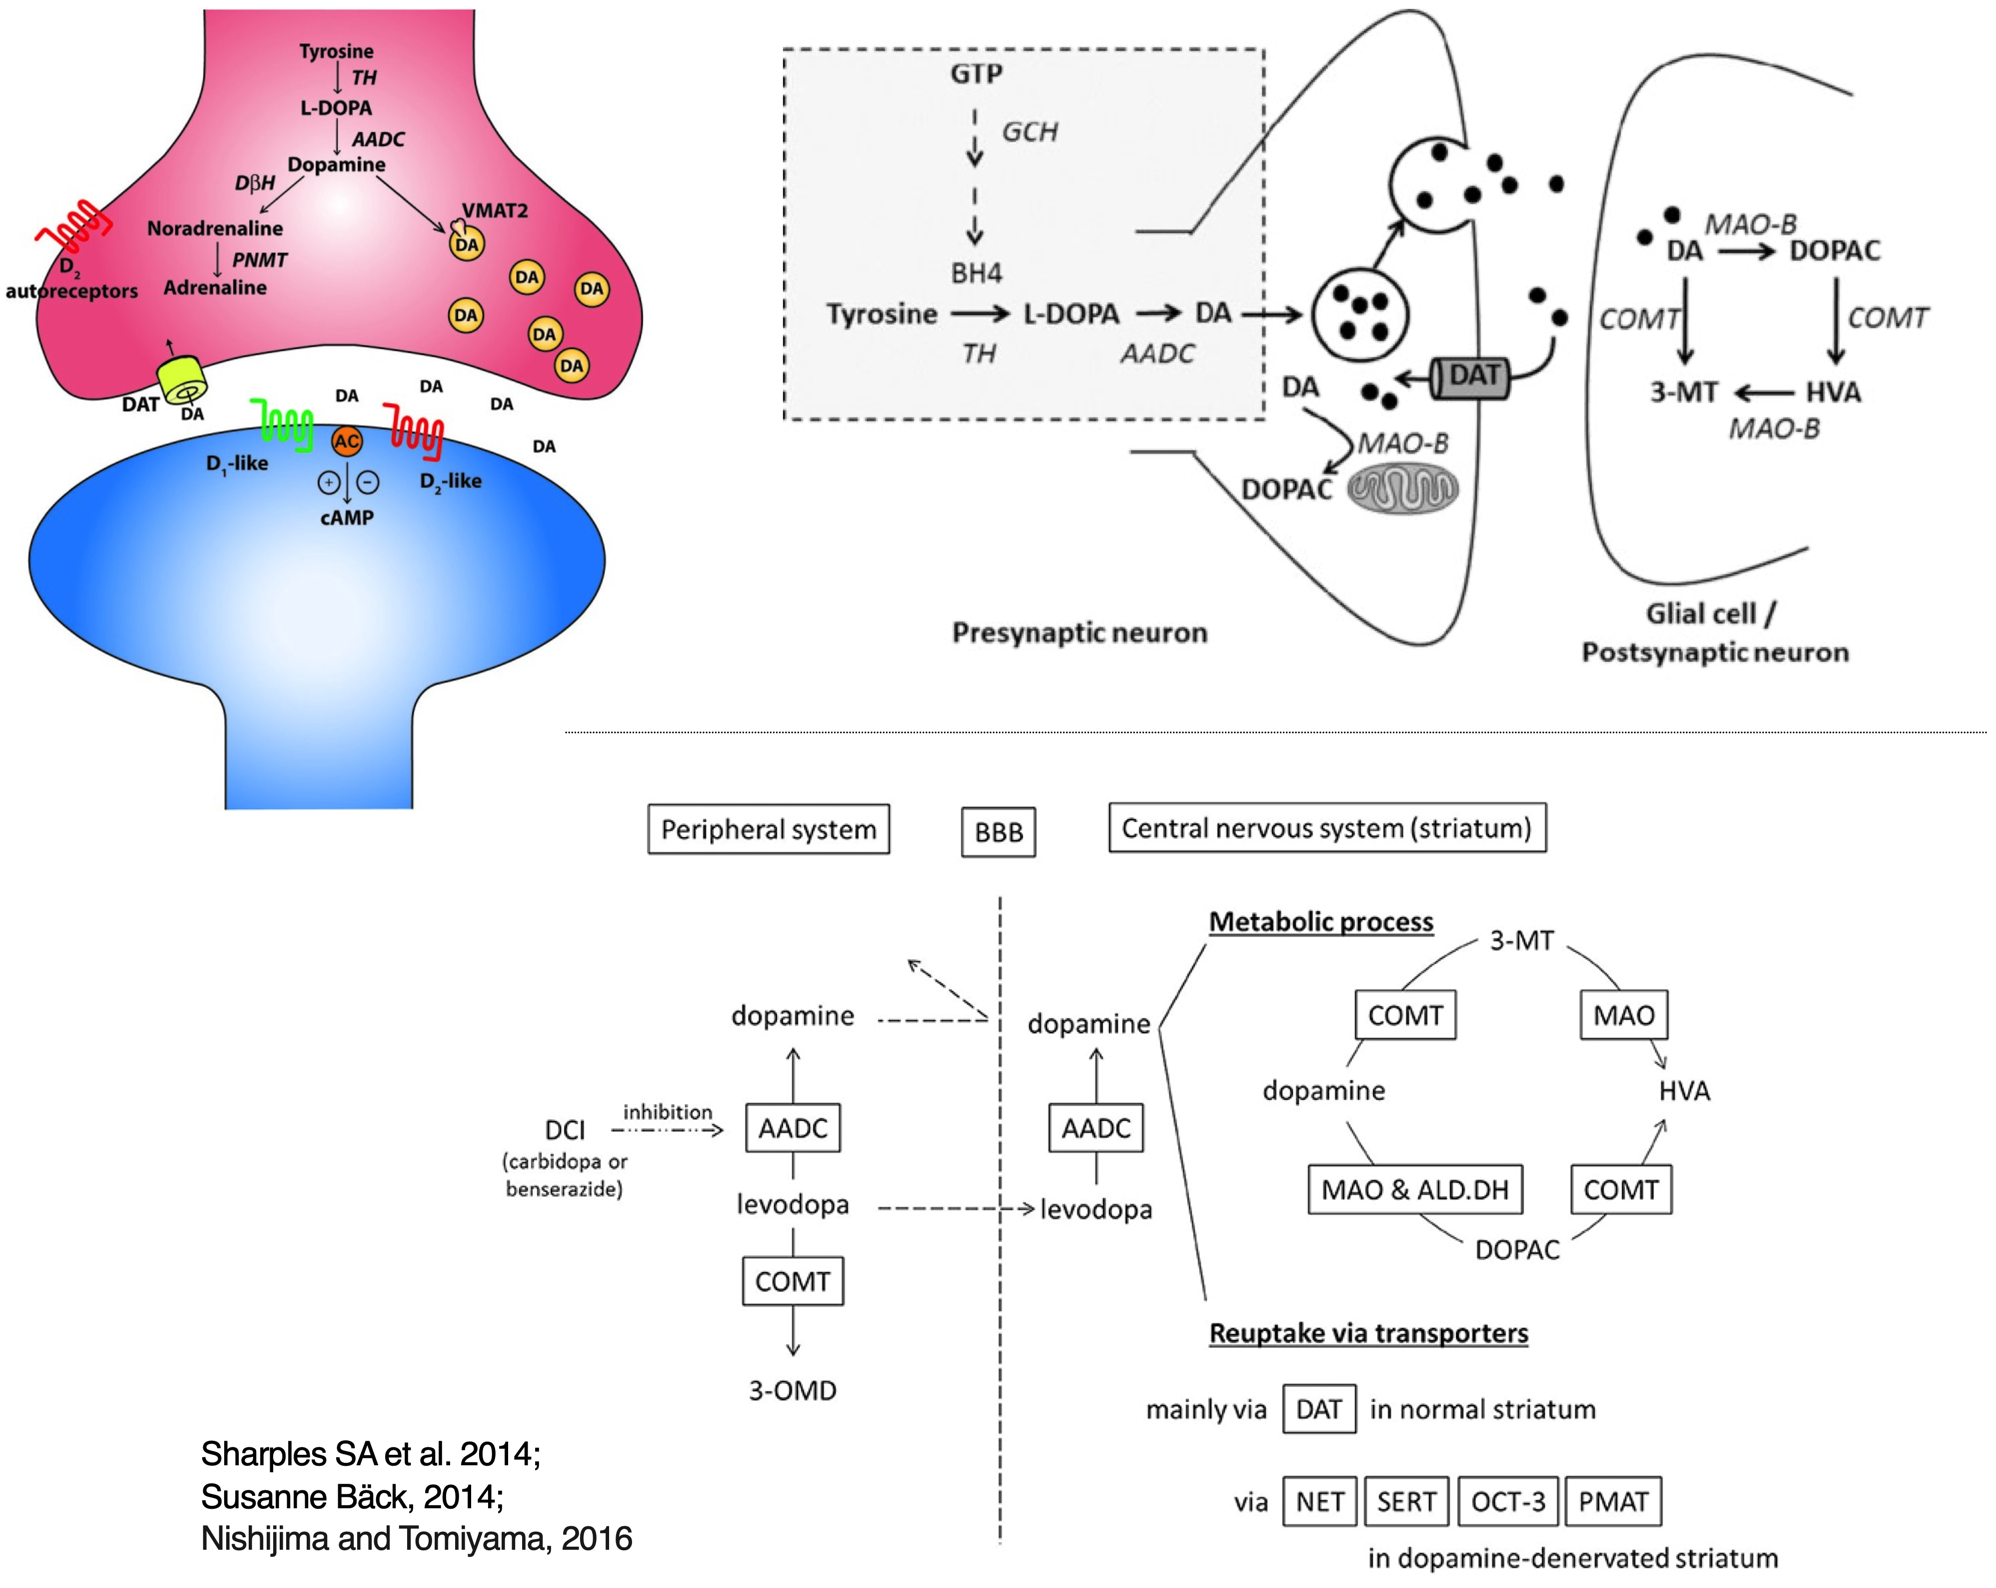 Tyrosine
TH
L-DOPA
AADC
Dopamine
DβH
VMAT2
Noradrenaline
DA
PNMT
D₂
autoreceptors
Adrenaline
DA
DA
DA
DA
DA
DAT
DA
DA
DA
DA
DA
AC
D₁-like
D₂-like
+
−
cAMP
GTP
GCH
BH4
Tyrosine
L-DOPA
DA
TH
AADC
DA
DAT
MAO-B
DOPAC
Presynaptic neuron
MAO-B
DA
DOPAC
COMT
COMT
3-MT
HVA
MAO-B
Glial cell /
Postsynaptic neuron
Peripheral system
BBB
Central nervous system (striatum)
Metabolic process
3-MT
dopamine
dopamine
COMT
MAO
dopamine
HVA
inhibition
DCI
(carbidopa or
benserazide)
AADC
AADC
MAO & ALD.DH
COMT
levodopa
levodopa
DOPAC
COMT
3-OMD
Reuptake via transporters
mainly via DAT in normal striatum
via NET SERT OCT-3 PMAT
in dopamine-denervated striatum
Sharples SA et al. 2014;
Susanne Bäck, 2014;
Nishijima and Tomiyama, 2016